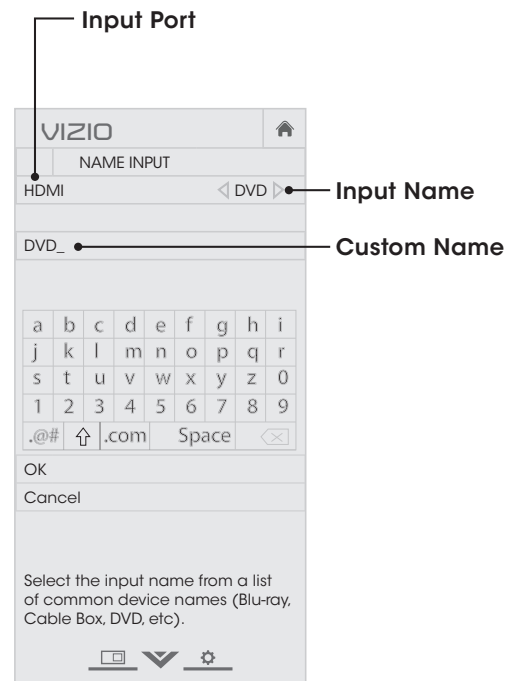 Input Port
VIZIO
NAME INPUT
HDMI DVD Input Name
DVD_ Custom Name
a b c d e f g h i
j k l m n o p q r
s t u v w x y z 0
1 2 3 4 5 6 7 8 9
.@# .com Space
OK
Cancel
Select the input name from a list
of common device names (Blu-ray,
Cable Box, DVD, etc).